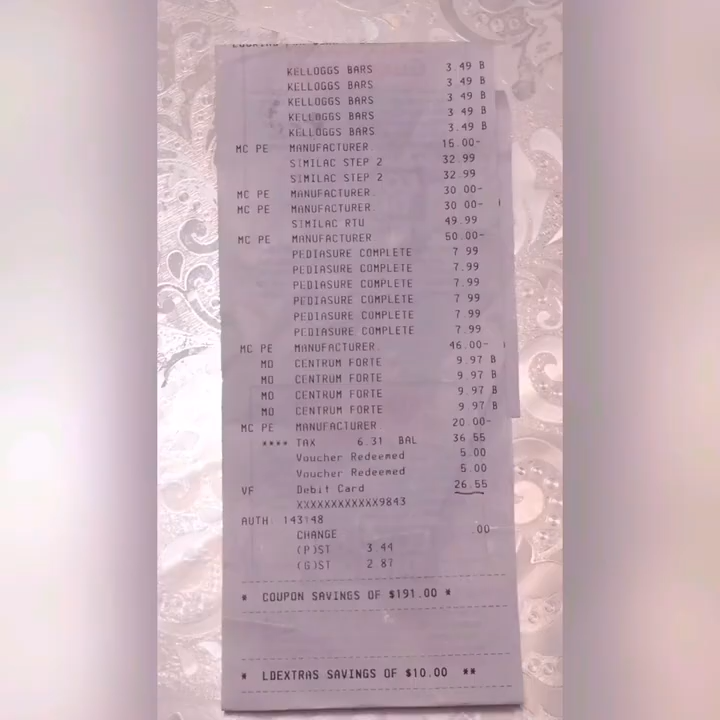 KELLOGGS BARS 3.49 B
KELLOGGS BARS 3 49 B
KELLOGGS BARS 3 49 B
KELLOGGS BARS 3 49 B
KELLOGGS BARS 3.49 B
MC PE MANUFACTURER. 15.00-
SIMILAC STEP 2 32.99
SIMILAC STEP 2 32.99
MC PE MANUFACTURER. 30 00-
MC PE MANUFACTURER. 30 00-
SIMILAC RTU 49.99
MC PE MANUFACTURER 50.00-
PEDIASURE COMPLETE 7 99
PEDIASURE COMPLETE 7.99
PEDIASURE COMPLETE 7.99
PEDIASURE COMPLETE 7 99
PEDIASURE COMPLETE 7.99
PEDIASURE COMPLETE 7.99
MC PE MANUFACTURER. 46.00-
MO CENTRUM FORTE 9 97 B
MO CENTRUM FORTE 9.97 B
MO CENTRUM FORTE 9 97 B
MO CENTRUM FORTE 9 97 B
MC PE MANUFACTURER. 20.00-
**** TAX 6.31 BAL 36 55
Voucher Redeemed 5.00
Voucher Redeemed 5 00
VF Debit Card 26.55
XXXXXXXXXXXX9843
AUTH: 143148
CHANGE .00
(P)ST 3 44
(G)ST 2 87
* COUPON SAVINGS OF $191.00 *
* LDEXTRAS SAVINGS OF $10.00 **